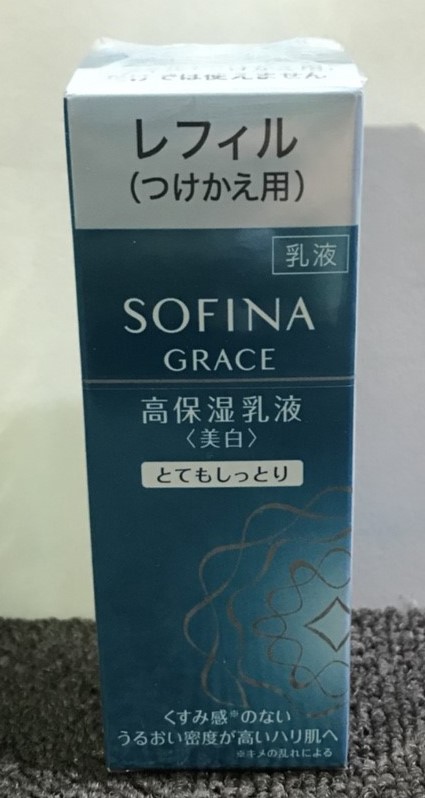 では使えません
レフィル
(つけかえ用)
乳液
SOFINA
GRACE
高保湿乳液
〈美白〉
とてもしっとり
くすみ感※のない
うるおい密度が高いハリ肌へ
※キメの乱れによる